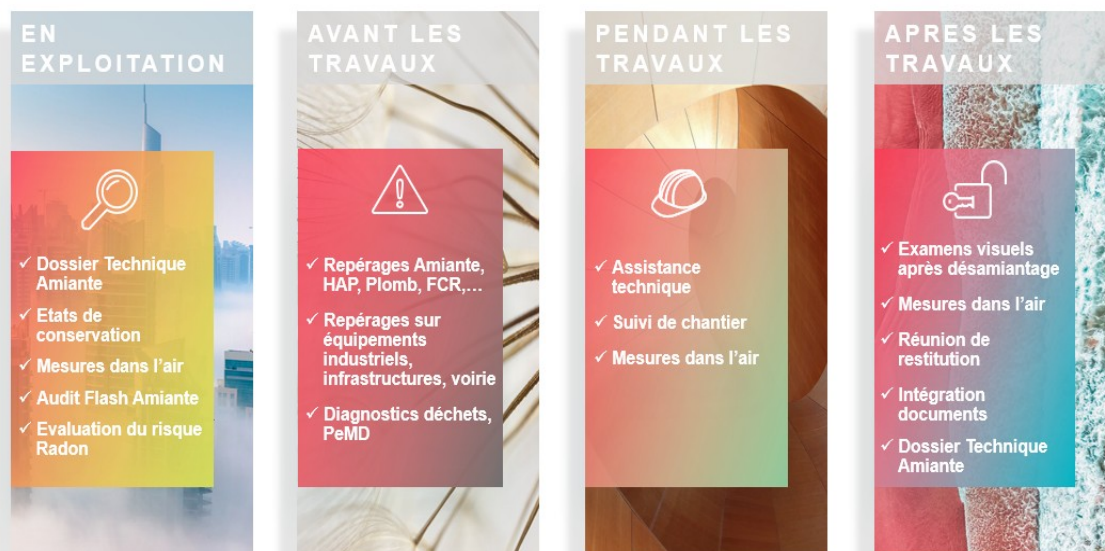 EN
EXPLOITATION
✓ Dossier Technique
Amiante
✓ Etats de
conservation
✓ Mesures dans l’air
✓ Audit Flash Amiante
✓ Evaluation du risque
Radon
AVANT LES
TRAVAUX
✓ Repérages Amiante,
HAP, Plomb, FCR,…
✓ Repérages sur
équipements
industriels,
infrastructures, voirie
✓ Diagnostics déchets,
PeMD
PENDANT LES
TRAVAUX
✓ Assistance
technique
✓ Suivi de chantier
✓ Mesures dans l’air
APRES LES
TRAVAUX
✓ Examens visuels
après désamiantage
✓ Mesures dans l’air
✓ Réunion de
restitution
✓ Intégration
documents
✓ Dossier Technique
Amiante